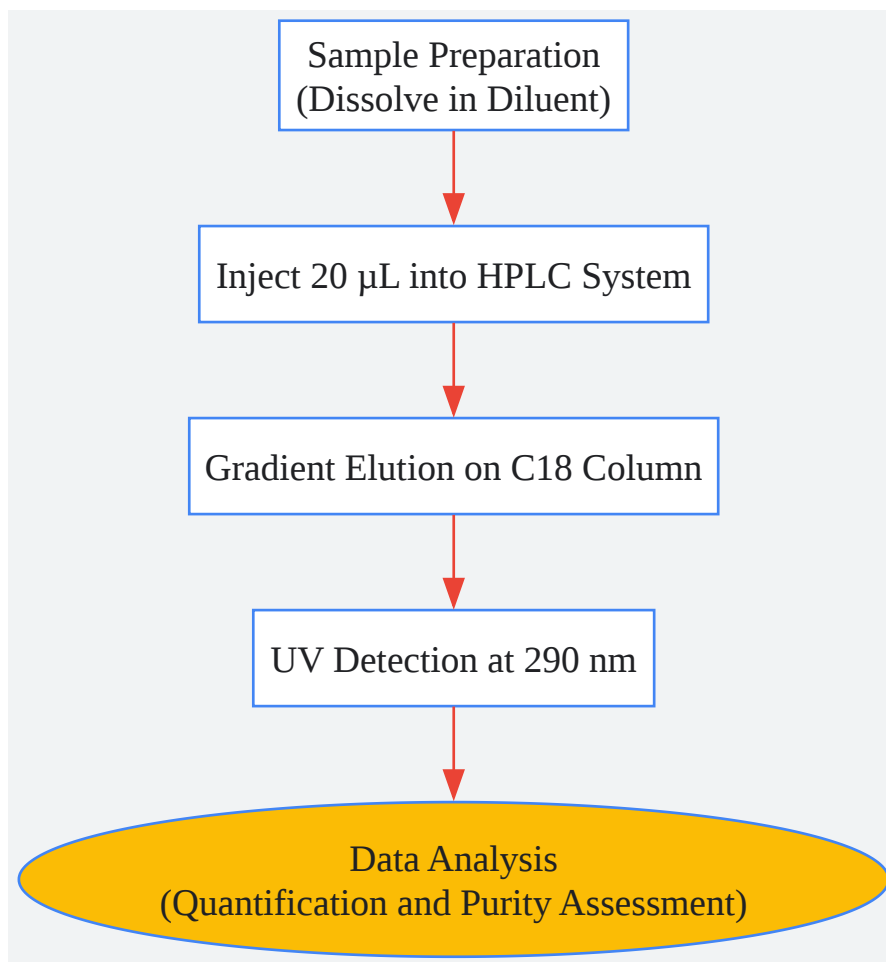 Sample Preparation
(Dissolve in Diluent)
Inject 20 µL into HPLC System
Gradient Elution on C18 Column
UV Detection at 290 nm
Data Analysis
(Quantification and Purity Assessment)